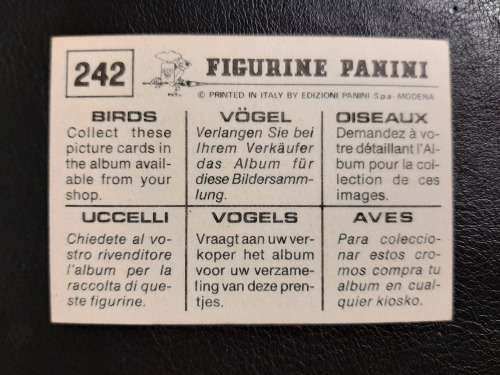 242
FIGURINE PANINI
© PRINTED IN ITALY BY EDIZIONI PANINI S.p.a - MODENA
BIRDS
Collect these
picture cards in
the album avail-
able from your
shop.
VÖGEL
Verlangen Sie bei
Ihrem Verkäufer
das Album für
diese Bildersamm-
lung.
OISEAUX
Demandez à vo-
tre détaillant l'Al-
bum pour la col-
lection de ces
images.
UCCELLI
Chiedete al vo-
stro rivenditore
l'album per la
raccolta di que-
ste figurine.
VOGELS
Vraagt aan uw ver-
koper het album
voor uw verzame-
ling van deze pren-
tjes.
AVES
Para coleccio-
nar estos cro-
mos compra tu
album en cual-
quier kiosko.